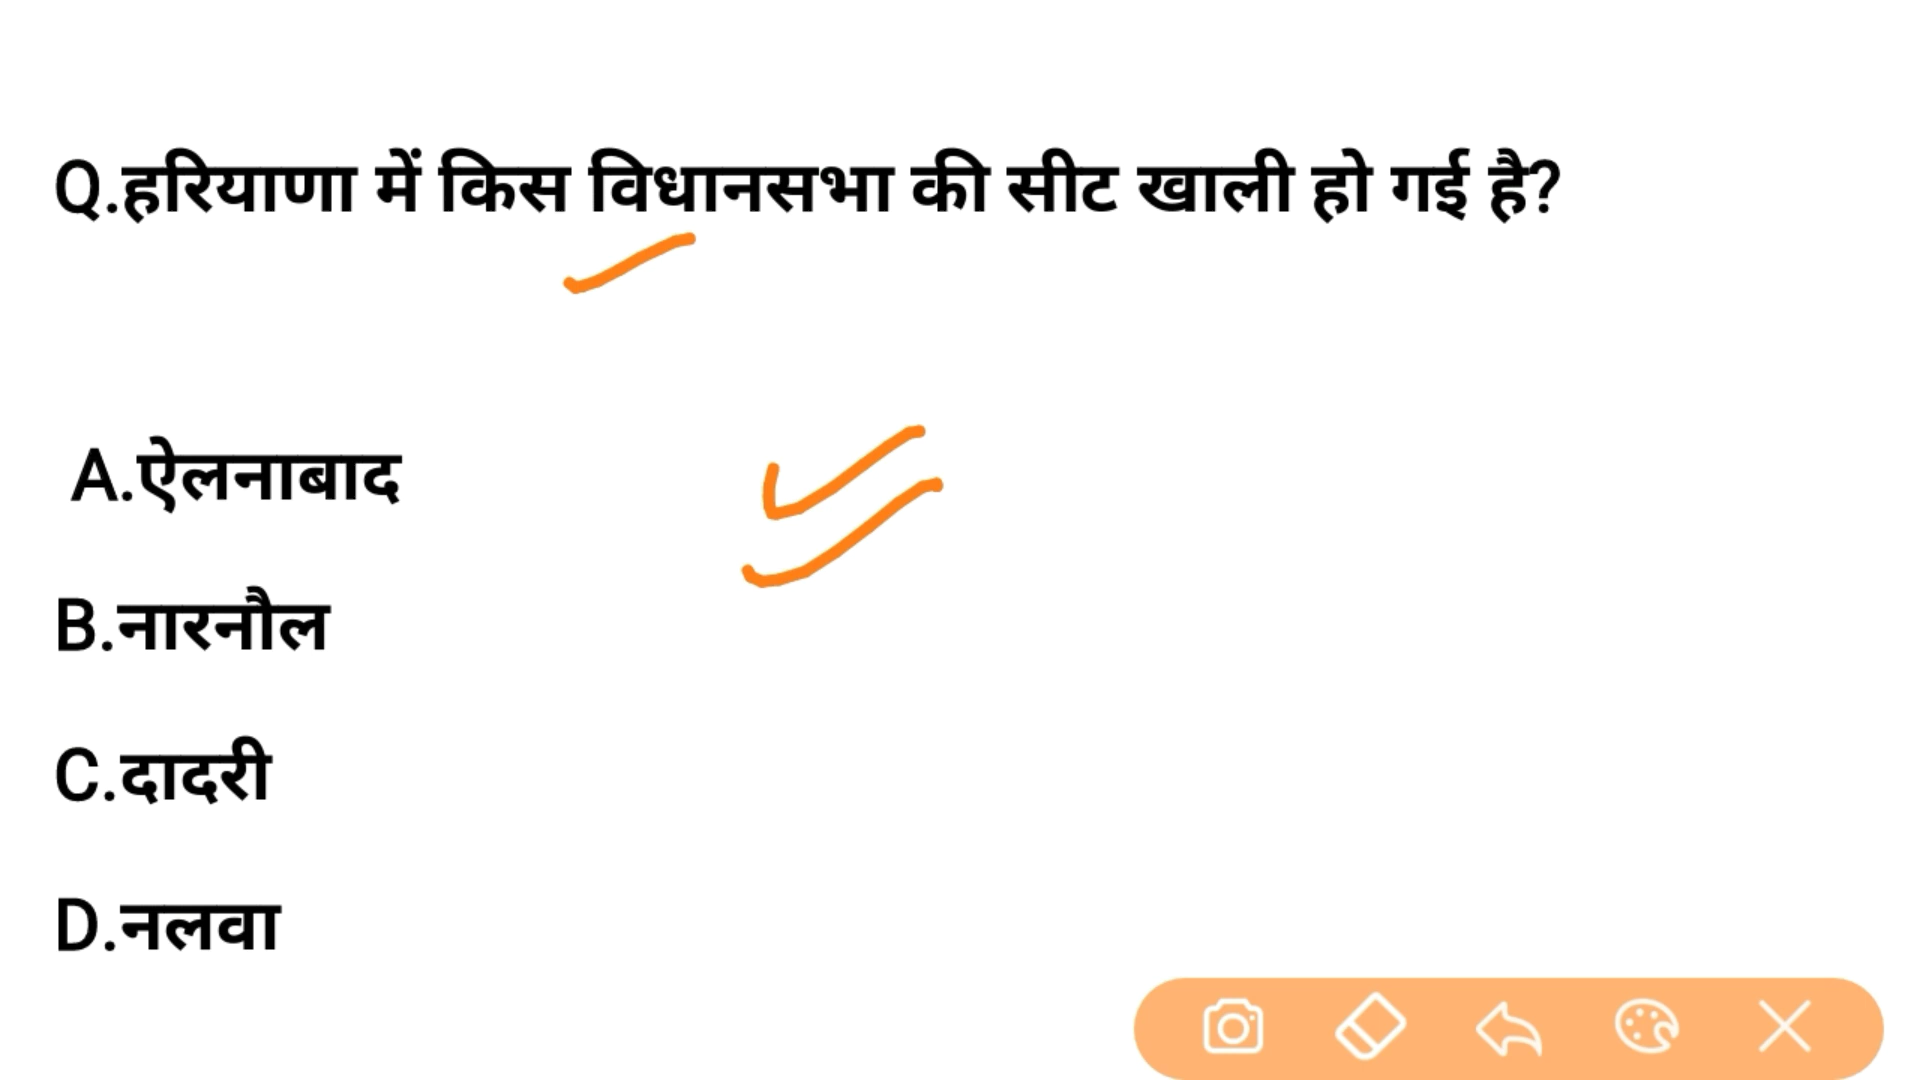 Q.हरियाणा में किस विधानसभा की सीट खाली हो गई है?
A.ऐलनाबाद
B.नारनौल
C.दादरी
D.नलवा